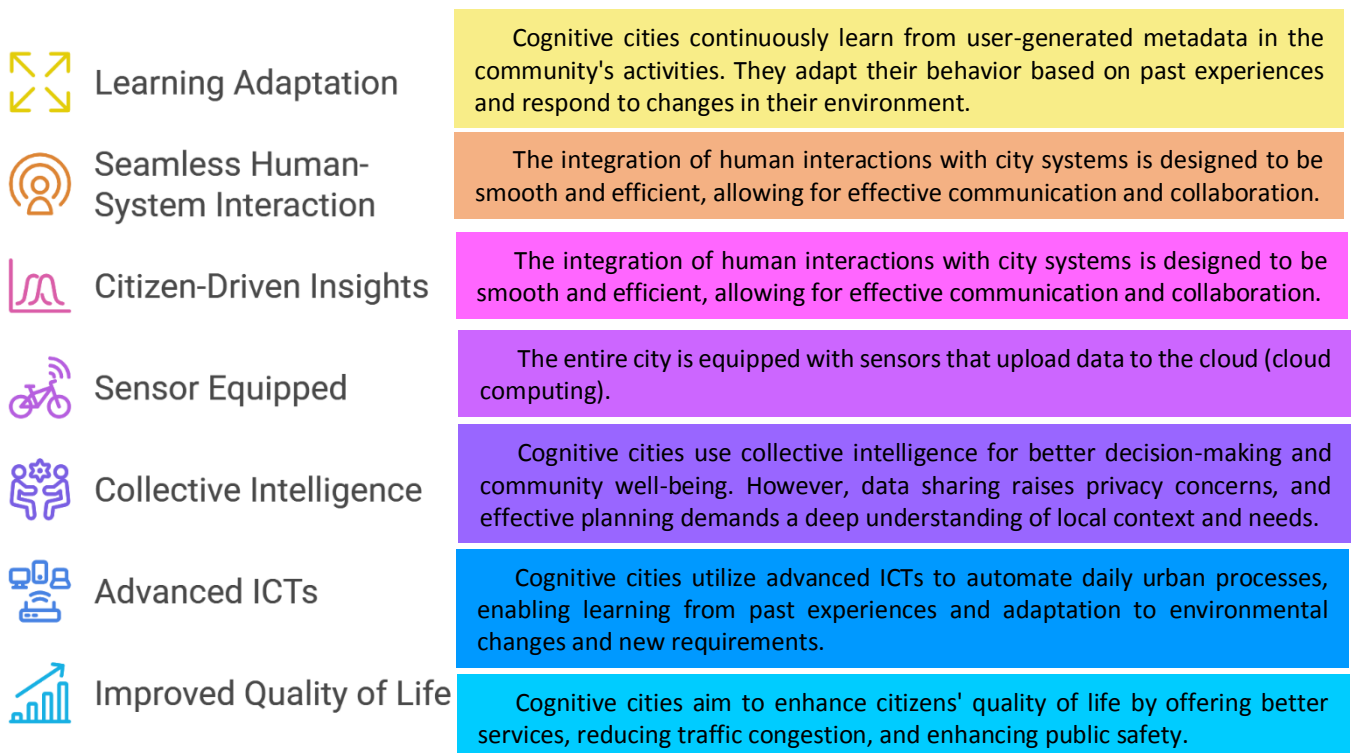 Learning Adaptation
Cognitive cities continuously learn from user-generated metadata in the
community's activities. They adapt their behavior based on past experiences
and respond to changes in their environment.
Seamless Human-
System Interaction
The integration of human interactions with city systems is designed to be
smooth and efficient, allowing for effective communication and collaboration.
Citizen-Driven Insights
The integration of human interactions with city systems is designed to be
smooth and efficient, allowing for effective communication and collaboration.
Sensor Equipped
The entire city is equipped with sensors that upload data to the cloud (cloud
computing).
Collective Intelligence
Cognitive cities use collective intelligence for better decision-making and
community well-being. However, data sharing raises privacy concerns, and
effective planning demands a deep understanding of local context and needs.
Advanced ICTs
Cognitive cities utilize advanced ICTs to automate daily urban processes,
enabling learning from past experiences and adaptation to environmental
changes and new requirements.
Improved Quality of Life
Cognitive cities aim to enhance citizens' quality of life by offering better
services, reducing traffic congestion, and enhancing public safety.